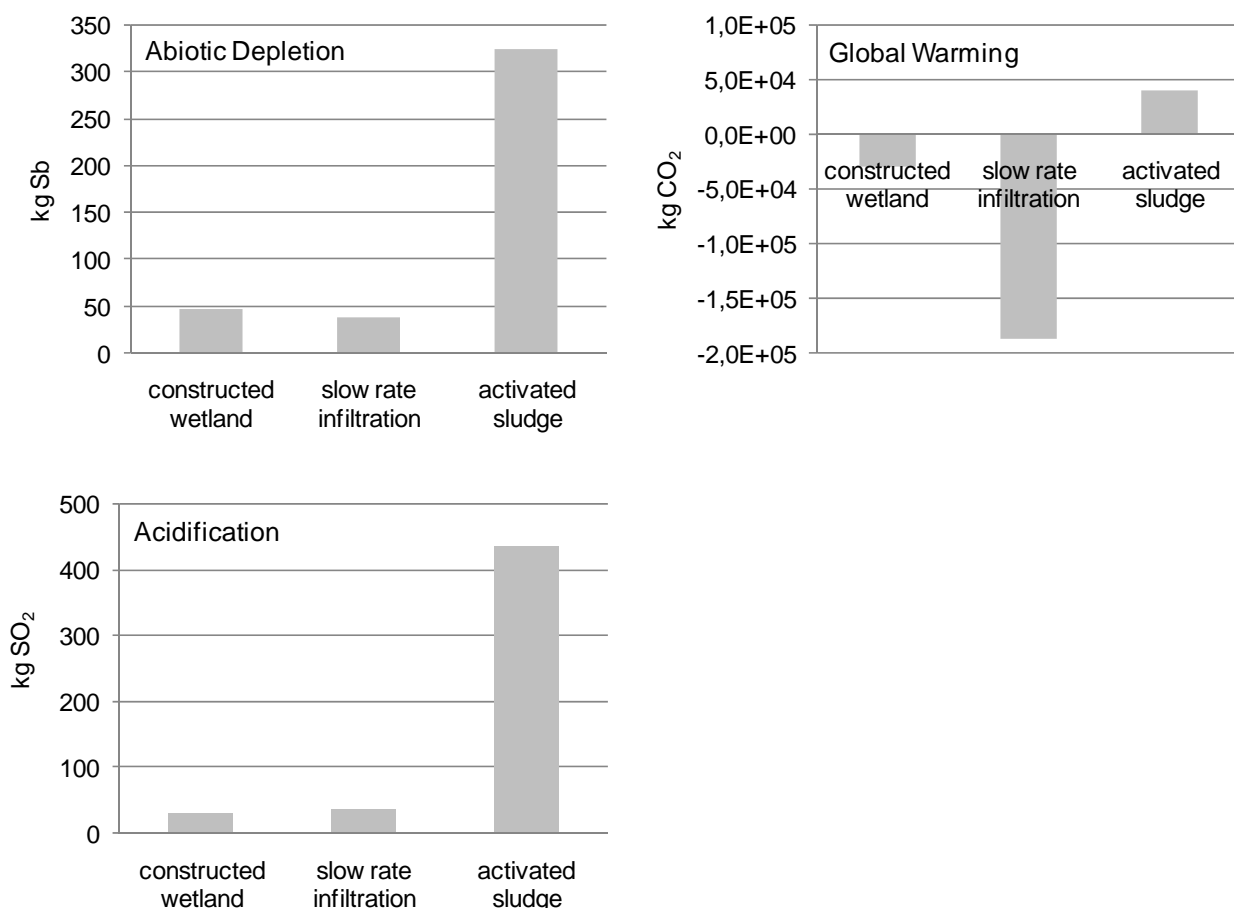 Abiotic Depletion
kg Sb
350
300
250
200
150
100
50
0
constructed
wetland
slow rate
infiltration
activated
sludge
Global Warming
kg CO₂
1,0E+05
5,0E+04
0,0E+00
-5,0E+04
-1,0E+05
-1,5E+05
-2,0E+05
constructed
wetland
slow rate
infiltration
activated
sludge
Acidification
kg SO₂
500
400
300
200
100
0
constructed
wetland
slow rate
infiltration
activated
sludge